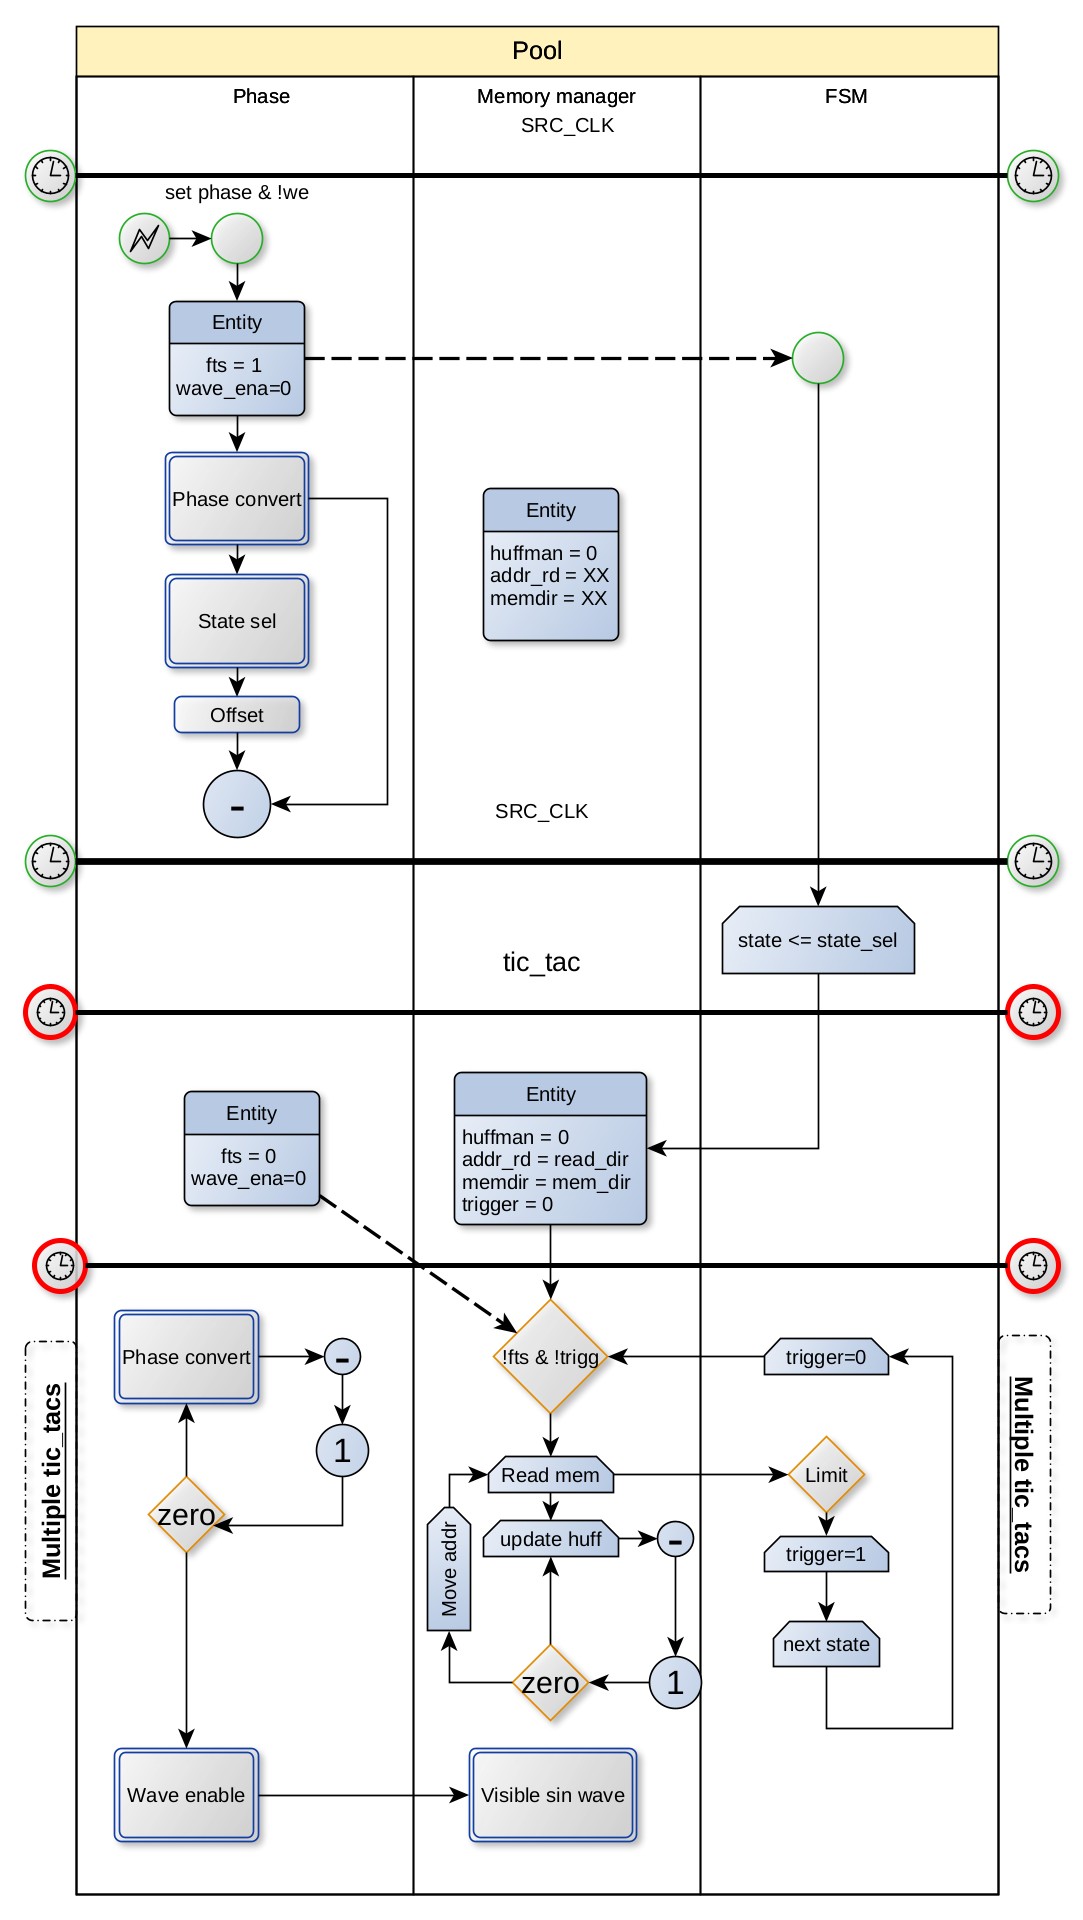 Pool
Phase
Memory manager
FSM
SRC_CLK
set phase & !we
Entity
fts = 1
wave_ena=0
Phase convert
State sel
Offset
-
Entity
huffman = 0
addr_rd = XX
memdir = XX
SRC_CLK
state <= state_sel
tic_tac
Entity
fts = 0
wave_ena=0
Entity
huffman = 0
addr_rd = read_dir
memdir = mem_dir
trigger = 0
Multiple tic_tacs
Phase convert
-
1
zero
Wave enable
!fts & !trigg
Read mem
update huff
-
Move addr
zero
1
Visible sin wave
trigger=0
Limit
trigger=1
next state
Multiple tic_tacs